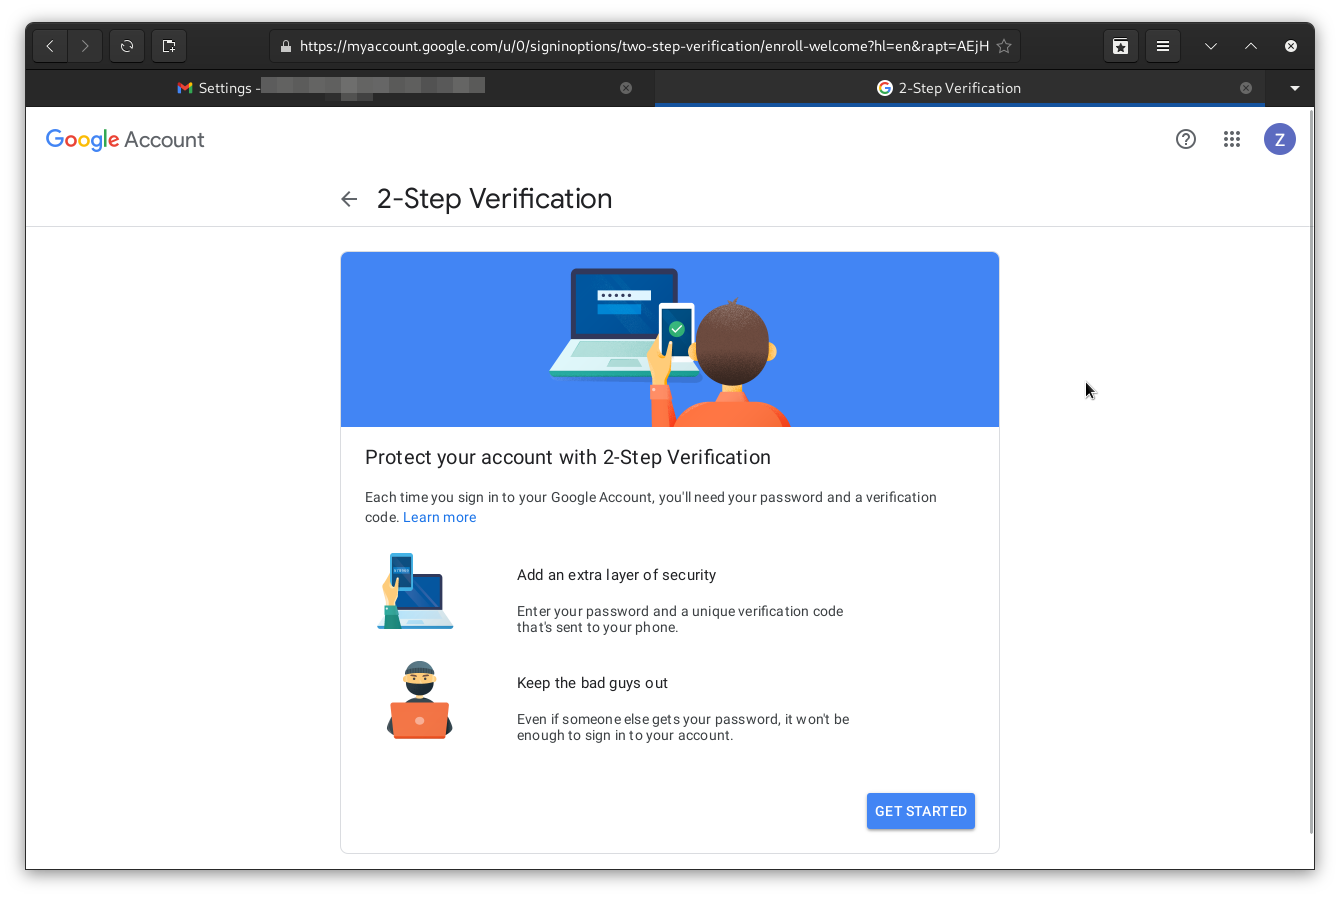 https://myaccount.google.com/u/0/signinoptions/two-step-verification/enroll-welcome?hl=en&rapt=AEjH
Settings -
2-Step Verification
Google Account
Z
2-Step Verification
Protect your account with 2-Step Verification
Each time you sign in to your Google Account, you'll need your password and a verification
code. Learn more
Add an extra layer of security
Enter your password and a unique verification code
that's sent to your phone.
Keep the bad guys out
Even if someone else gets your password, it won't be
enough to sign in to your account.
GET STARTED